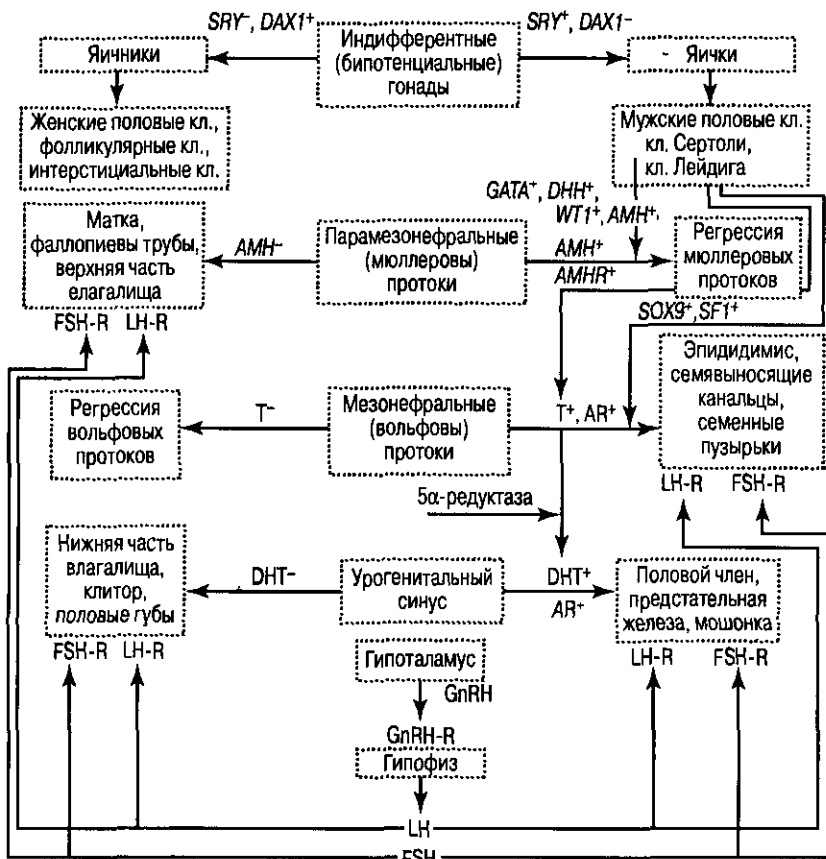 SRY⁻, DAX1⁺
SRY⁺, DAX1⁻
Яичники
Индифферентные
(бипотенциальные)
гонады
- Яички
Женские половые кл.,
фолликулярные кл.,
интерстициальные кл.
Мужские половые кл.
кл. Сертоли,
кл. Лейдига
GATA⁺, DHH⁺,
WT1⁺, AMH⁺,
Матка,
фаллопиевы трубы,
верхняя часть
елагалища
AMH⁻
Парамезонефральные
(мюллеровы)
протоки
AMH⁺
AMHR⁺
Регрессия
мюллеровых
протоков
FSH-R LH-R
SOX9⁺, SF1⁺
Регрессия
вольфовых
протоков
T⁻
Мезонефральные
(вольфовы)
протоки
T⁺, AR⁺
Эпидидимис,
семявыносящие
канальцы,
семенные
пузырьки
LH-R FSH-R
5α-редуктаза
Нижняя часть
влагалища,
клитор,
половые губы
DHT⁻
Урогенитальный
синус
DHT⁺
AR⁺
Половой член,
предстательная
железа, мошонка
FSH-R LH-R
LH-R FSH-R
Гипоталамус
GnRH
GnRH-R
Гипофиз
LH
FSH